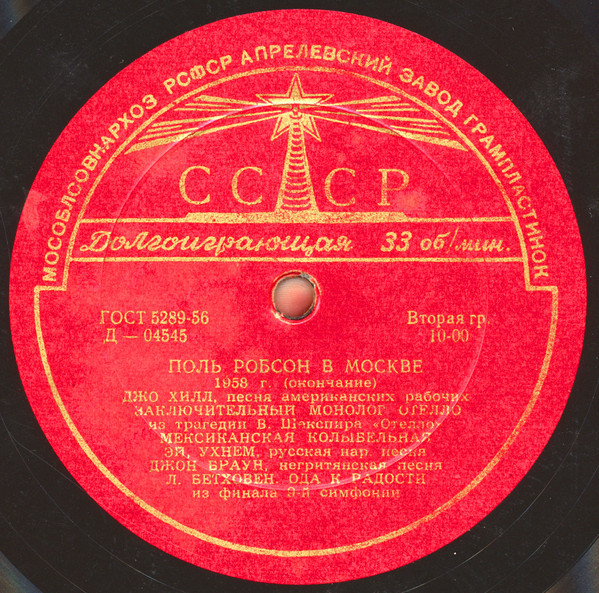 МОСОБЛСОВНАРХОЗ РСФСР АПРЕЛЕВСКИЙ ЗАВОД ГРАМПЛАСТИНОК
СССР
Долгоиграющая 33 об/мин.
ГОСТ 5289-56
Д — 04545
Вторая гр.
10-00
ПОЛЬ РОБСОН В МОСКВЕ
1958 г. (окончание)
ДЖО ХИЛЛ, песня американских рабочих
ЗАКЛЮЧИТЕЛЬНЫЙ МОНОЛОГ ОТЕЛЛО
из трагедии В. Шекспира «Отелло»
МЕКСИКАНСКАЯ КОЛЫБЕЛЬНАЯ
ЭЙ, УХНЕМ, русская нар песня
ДЖОН БРАУН, негритянская песня
Л. БЕТХОВЕН. ОДА К РАДОСТИ
из финала 9-й симфонии